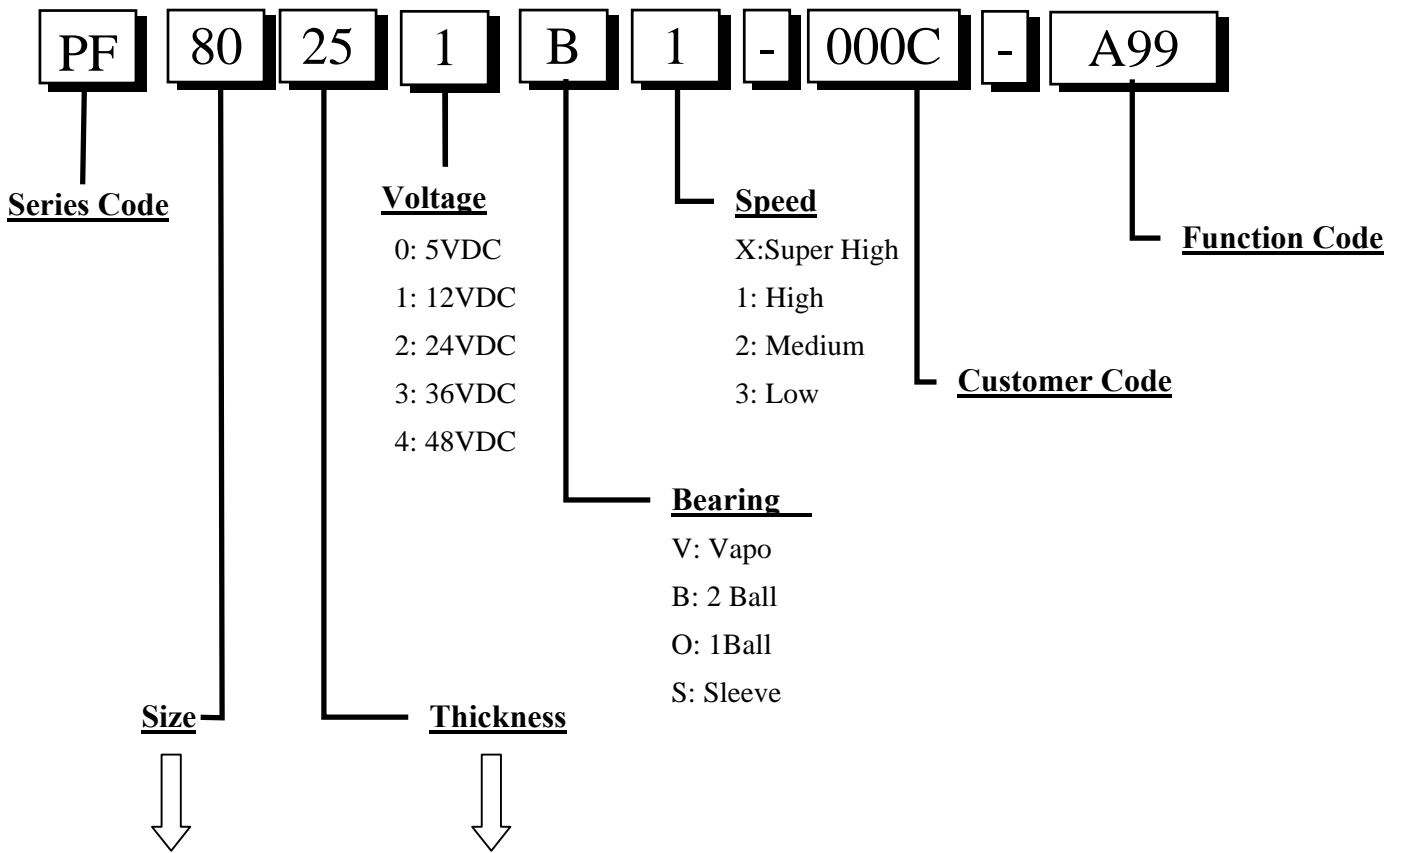 PF 80 25 1 B 1 - 000C - A99
Series Code
Voltage
0: 5VDC
1: 12VDC
2: 24VDC
3: 36VDC
4: 48VDC
Speed
X:Super High
1: High
2: Medium
3: Low
Function Code
Customer Code
Bearing
V: Vapo
B: 2 Ball
O: 1Ball
S: Sleeve
Size
Thickness